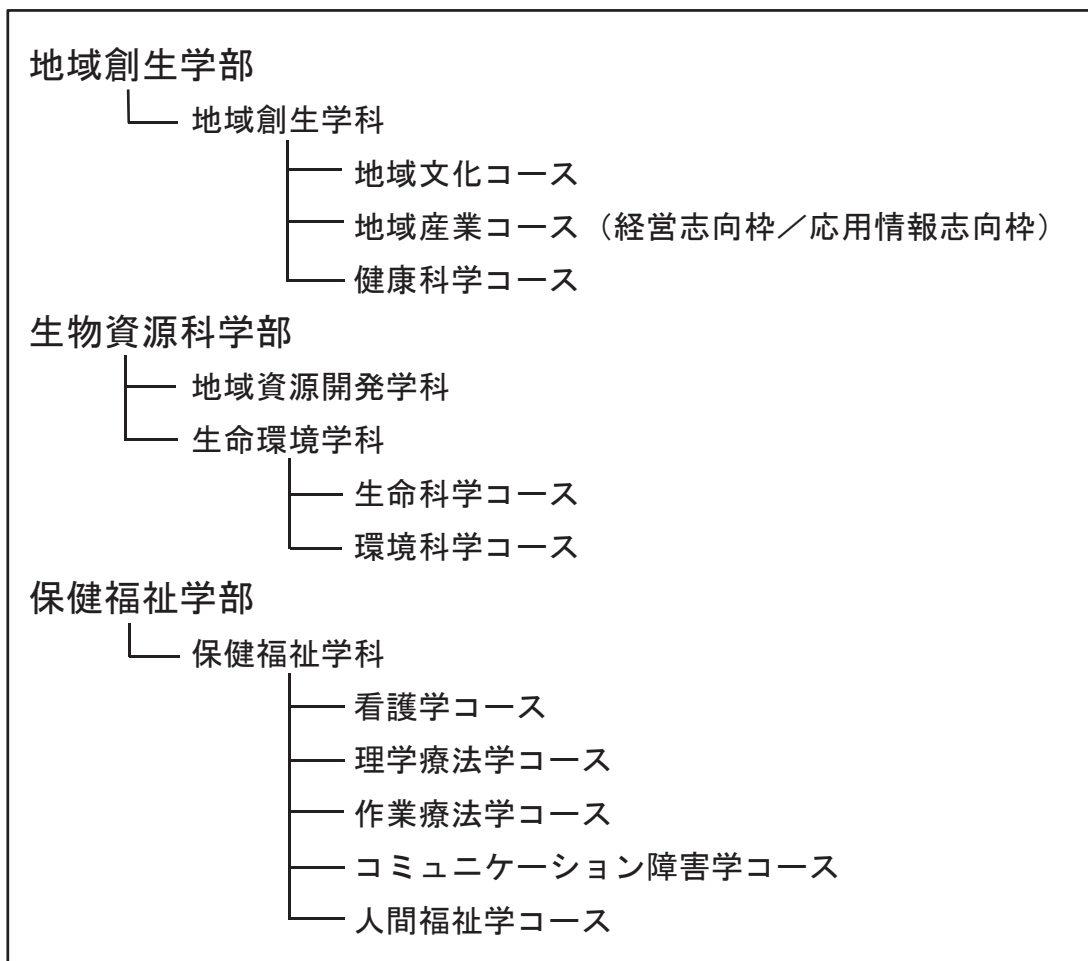 地域創生学部
地域創生学科
地域文化コース
地域産業コース（経営志向枠／応用情報志向枠）
健康科学コース
生物資源科学部
地域資源開発学科
生命環境学科
生命科学コース
環境科学コース
保健福祉学部
保健福祉学科
看護学コース
理学療法学コース
作業療法学コース
コミュニケーション障害学コース
人間福祉学コース